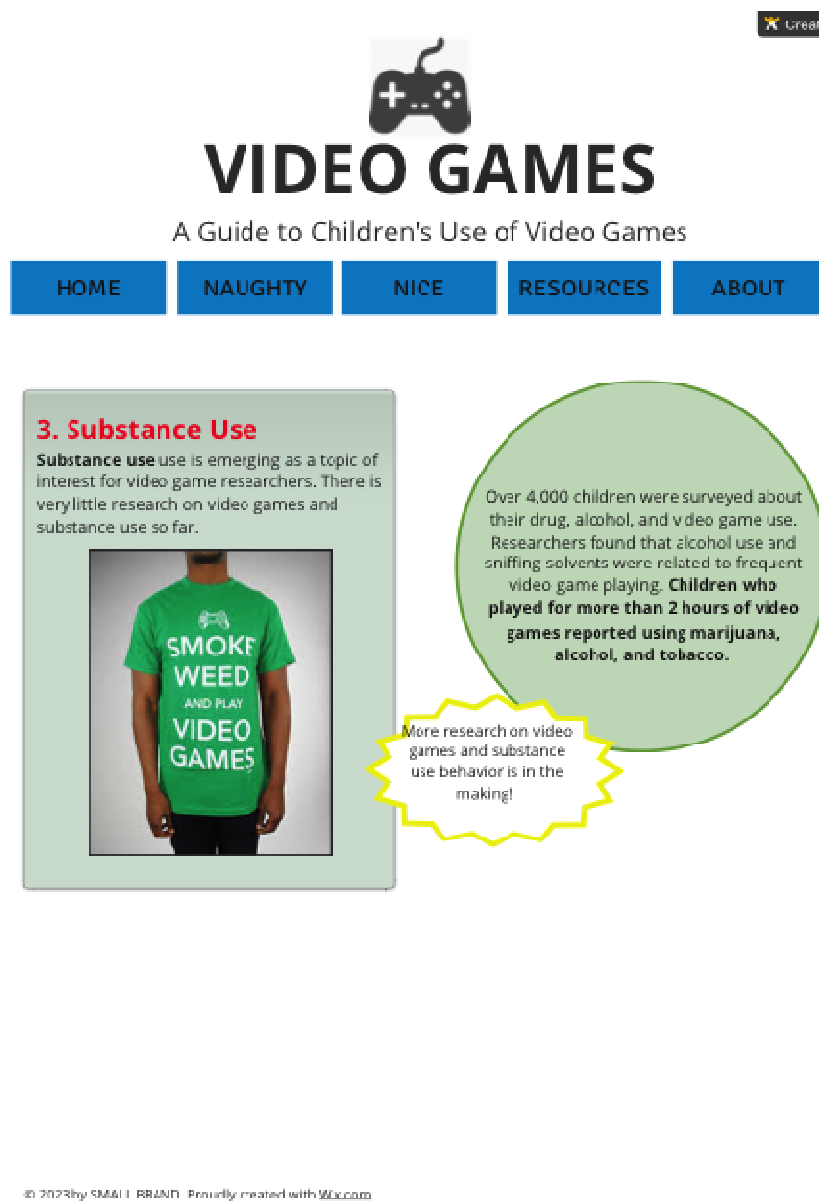 VIDEO GAMES
A Guide to Children's Use of Video Games
HOME
NAUGHTY
NICE
RESOURCES
ABOUT
3. Substance Use
Substance use use is emerging as a topic of
interest for video game researchers. There is
very little research on video games and
substance use so far.
SMOKE
WEED
AND PLAY
VIDEO
GAMES
Over 4,000 children were surveyed about
their drug, alcohol, and video game use.
Researchers found that alcohol use and
sniffing solvents were related to frequent
video game playing. Children who
played for more than 2 hours of video
games reported using marijuana,
alcohol, and tobacco.
More research on video
games and substance
use behavior is in the
making!
© 2023 by SMALL BRAND. Proudly created with Wix.com